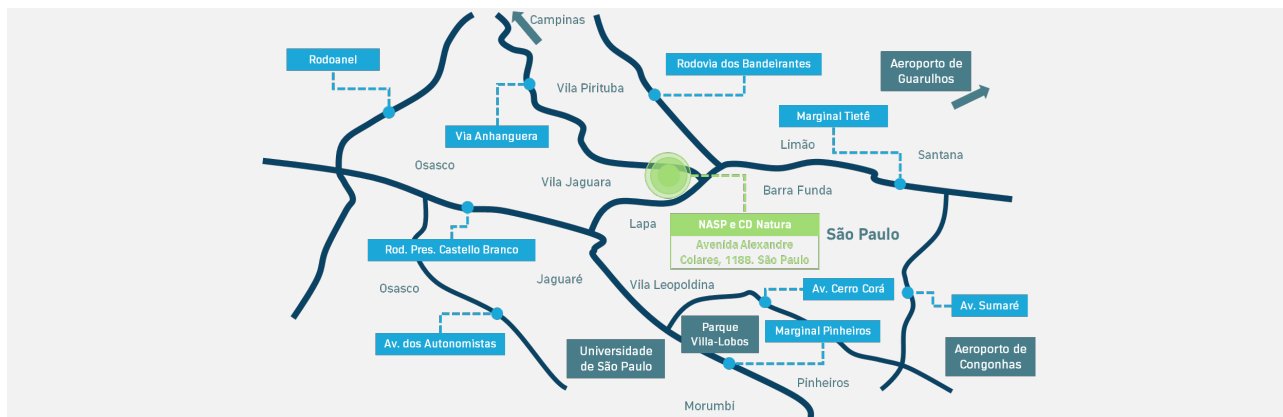 Campinas
Rodoanel
Rodovia dos Bandeirantes
Aeroporto de
Guarulhos
Vila Pirituba
Marginal Tietê
Via Anhanguera
Limão
Santana
Osasco
Vila Jaguara
Barra Funda
Lapa
NASP e CD Natura
Avenida Alexandre
Colares, 1188. São Paulo
São Paulo
Rod. Pres. Castello Branco
Jaguaré
Vila Leopoldina
Osasco
Av. Cerro Corá
Av. Sumaré
Parque
Villa-Lobos
Marginal Pinheiros
Av. dos Autonomistas
Universidade
de São Paulo
Aeroporto de
Congonhas
Pinheiros
Morumbi